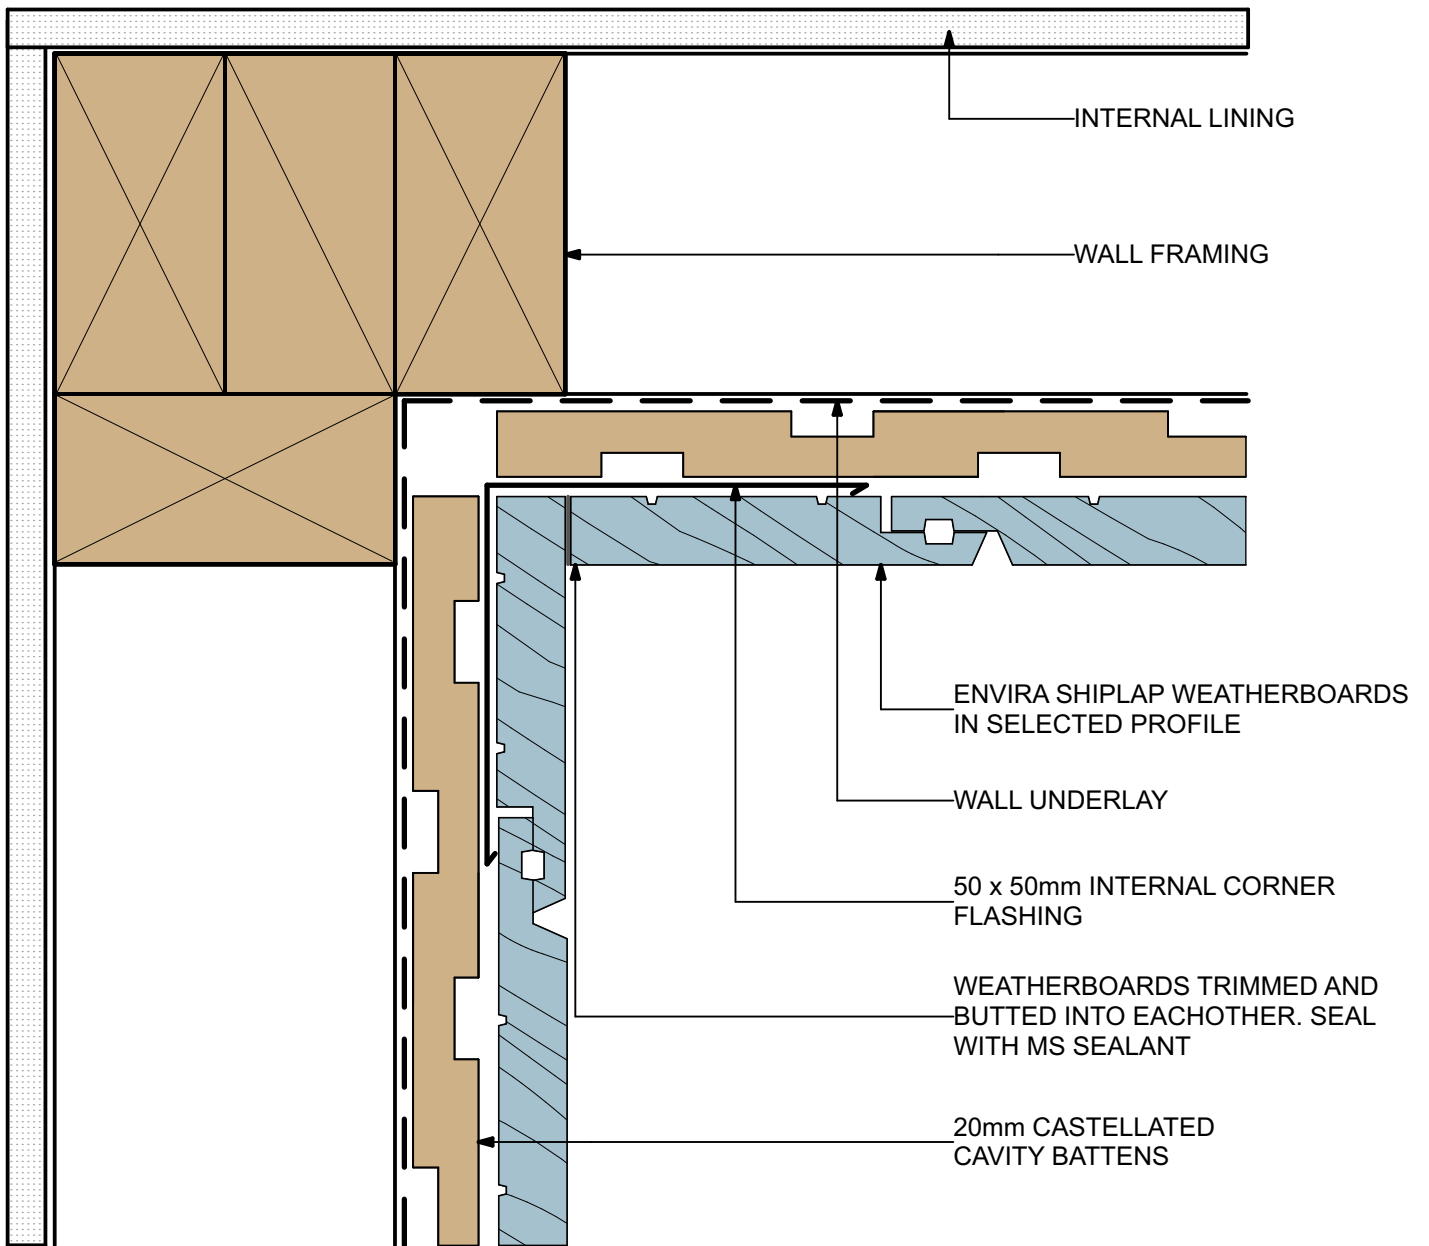 INTERNAL LINING
WALL FRAMING
ENVIRA SHIPLAP WEATHERBOARDS
IN SELECTED PROFILE
WALL UNDERLAY
50 x 50mm INTERNAL CORNER
FLASHING
WEATHERBOARDS TRIMMED AND
BUTTED INTO EACHOTHER. SEAL
WITH MS SEALANT
20mm CASTELLATED
CAVITY BATTENS